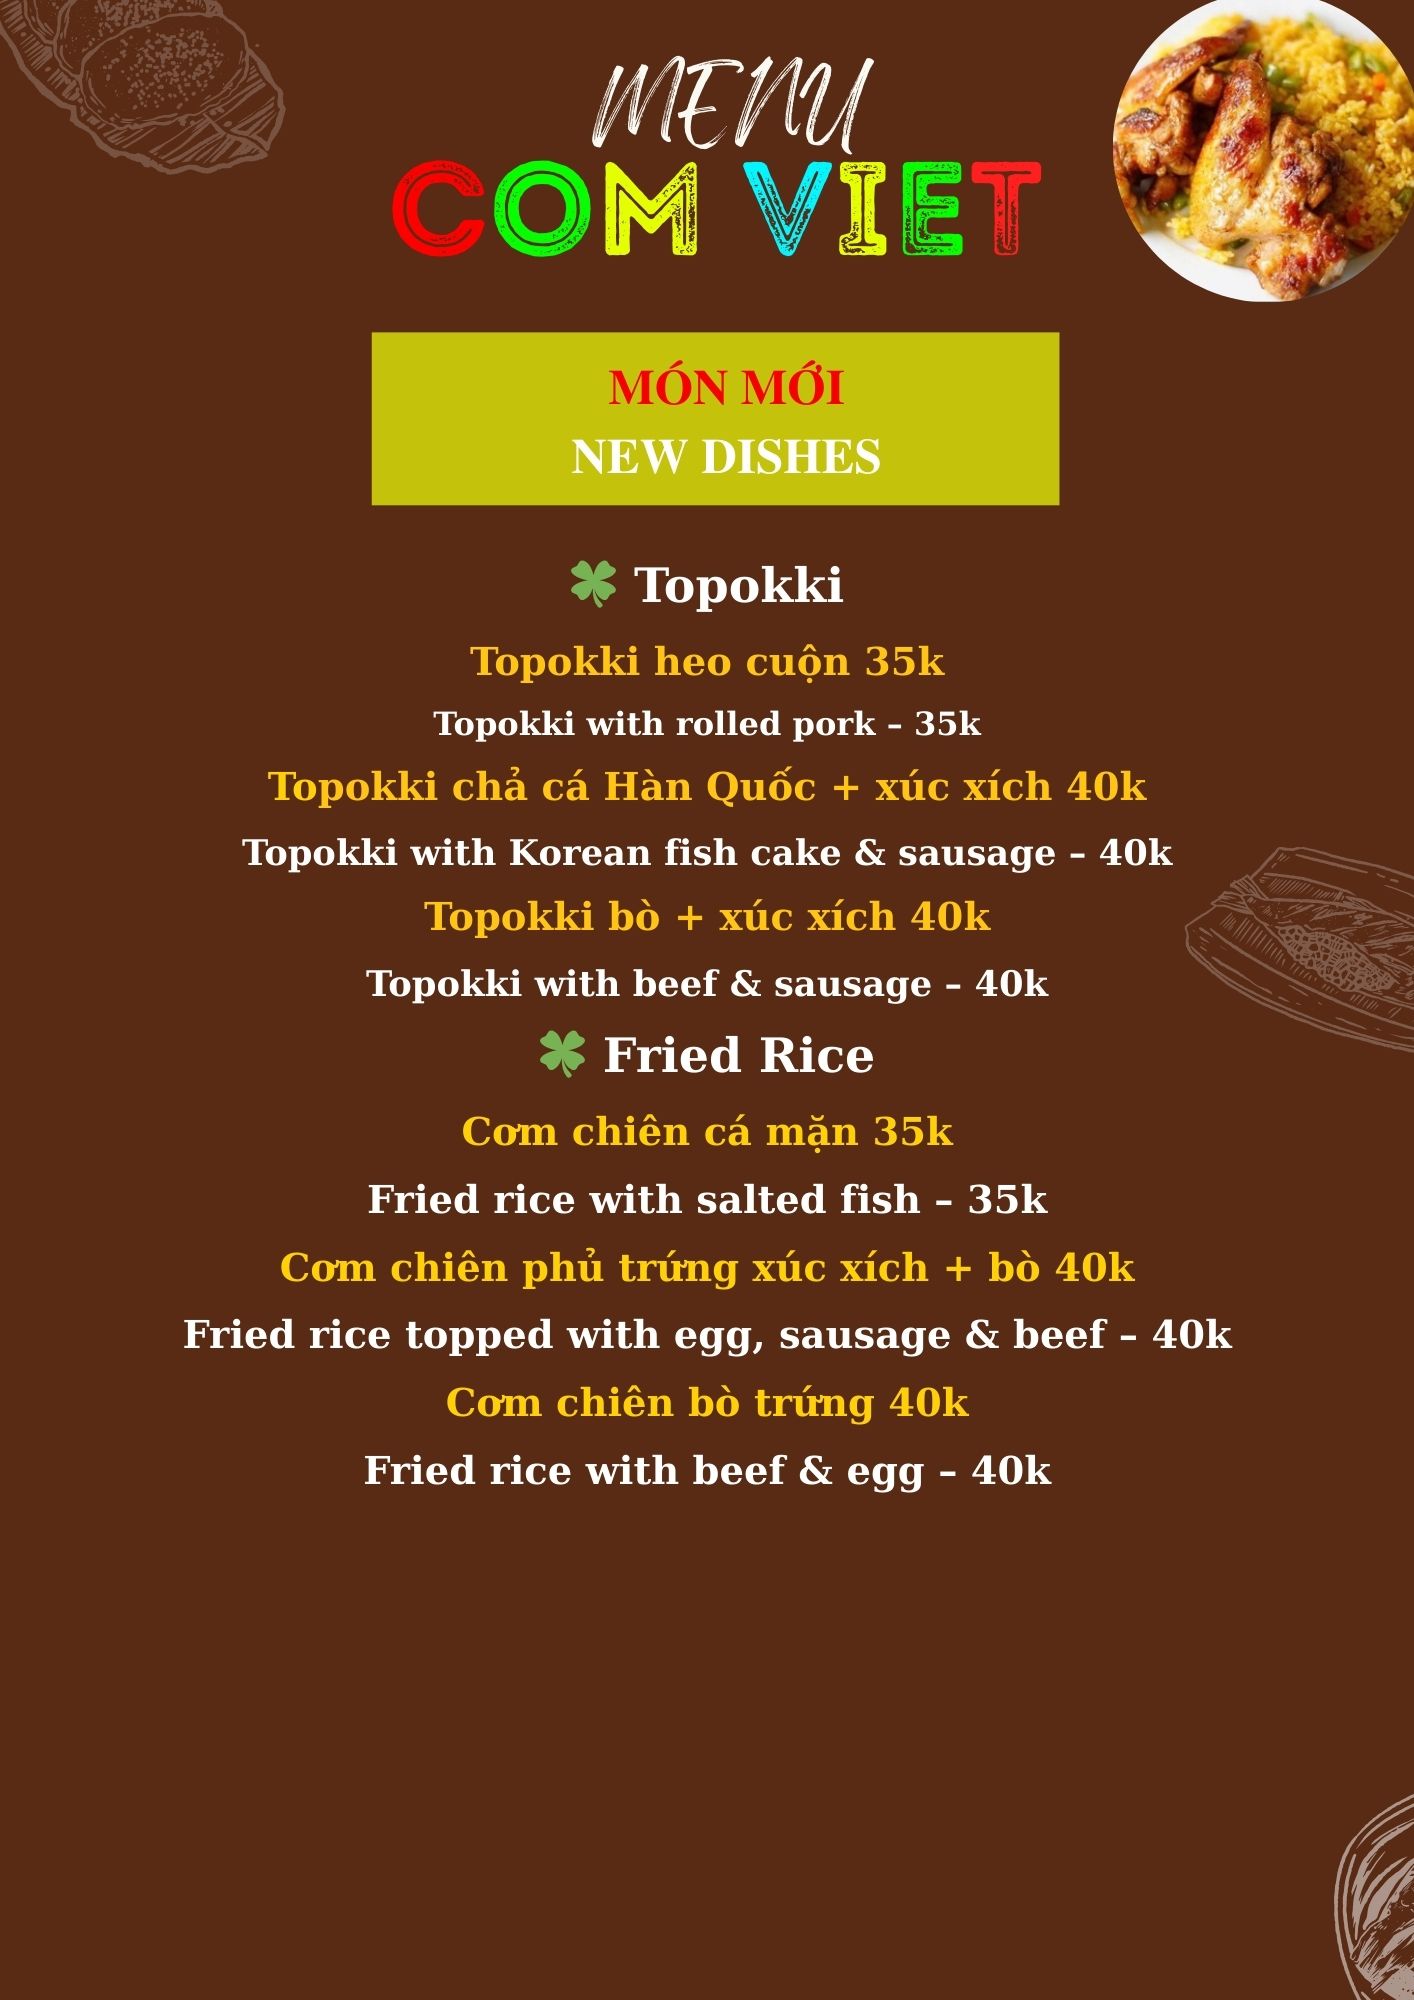 MENU
COM VIET
MÓN MỚI
NEW DISHES
🍀 Topokki
Topokki heo cuộn 35k
Topokki with rolled pork – 35k
Topokki chả cá Hàn Quốc + xúc xích 40k
Topokki with Korean fish cake & sausage – 40k
Topokki bò + xúc xích 40k
Topokki with beef & sausage – 40k
🍀 Fried Rice
Cơm chiên cá mặn 35k
Fried rice with salted fish – 35k
Cơm chiên phủ trứng xúc xích + bò 40k
Fried rice topped with egg, sausage & beef – 40k
Cơm chiên bò trứng 40k
Fried rice with beef & egg – 40k